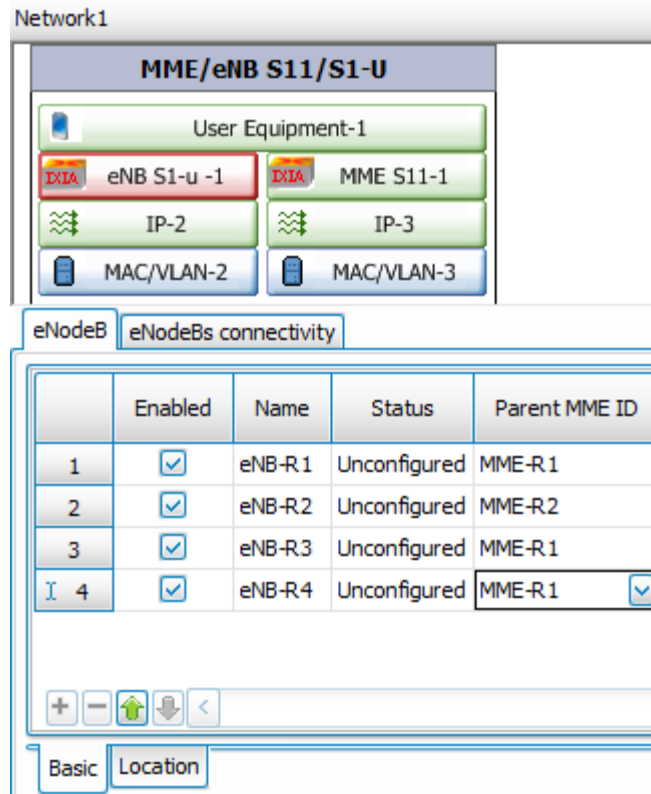 Network1
MME/eNB S11/S1-U
User Equipment-1
IXIA eNB S1-u -1 IXIA MME S11-1
IP-2 IP-3
MAC/VLAN-2 MAC/VLAN-3
eNodeB eNodeBs connectivity
Enabled Name Status Parent MME ID
1 eNB-R1 Unconfigured MME-R1
2 eNB-R2 Unconfigured MME-R2
3 eNB-R3 Unconfigured MME-R1
4 eNB-R4 Unconfigured MME-R1
Basic Location